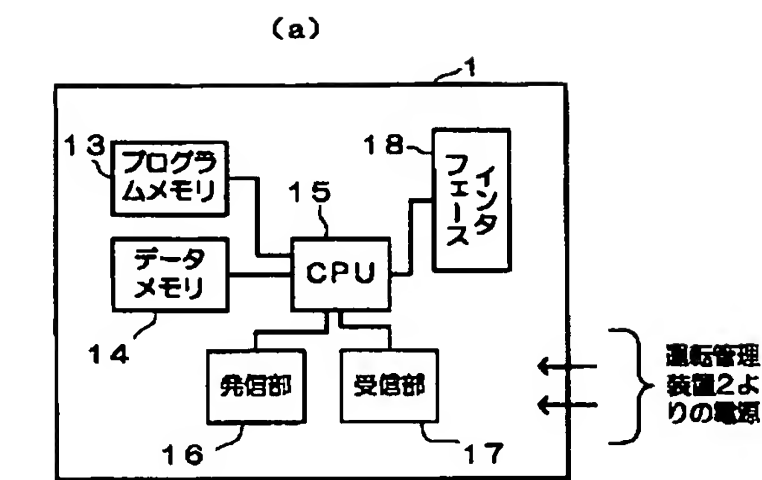 (a)
1
13
プログラ
ムメモリ
18
インタ
フェース
15
CPU
データ
メモリ
14
発信部
受信部
16
17
運転管理
装置2よ
りの電源